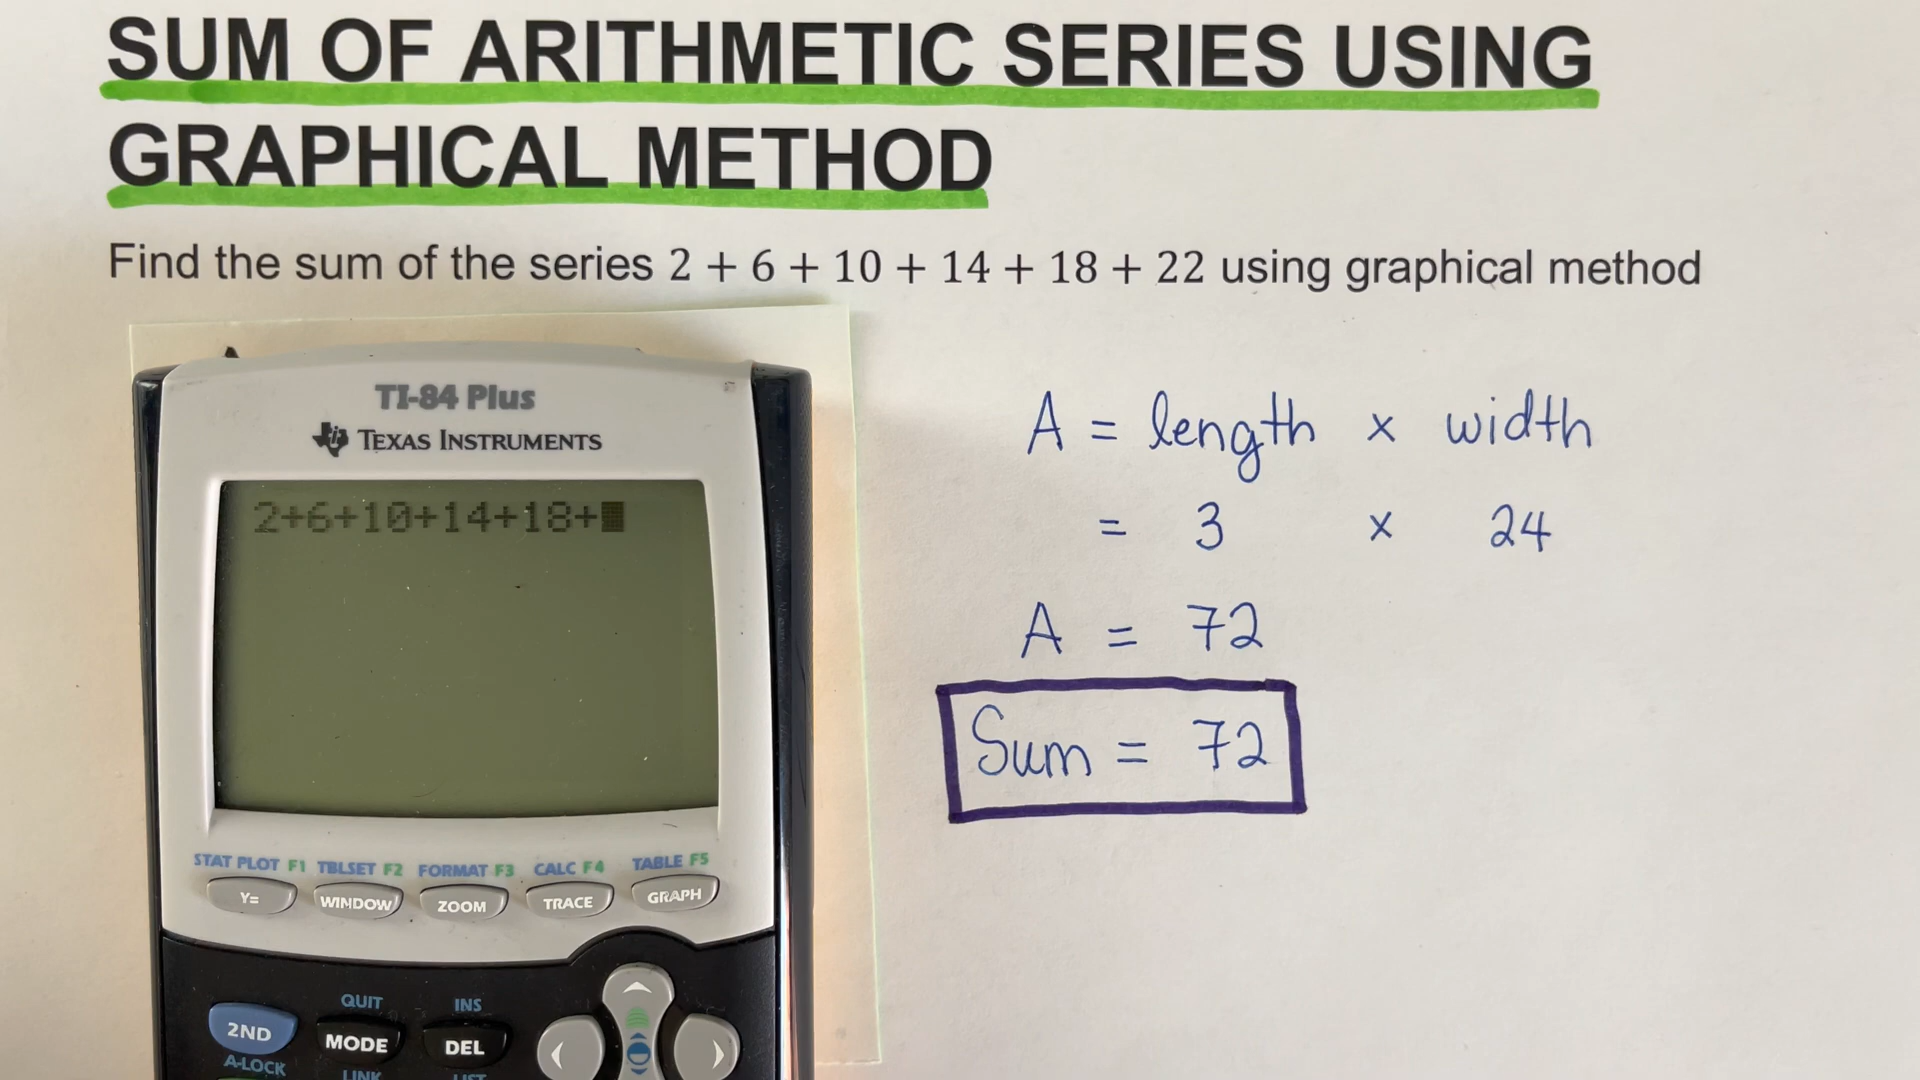 SUM OF ARITHMETIC SERIES USING
GRAPHICAL METHOD
Find the sum of the series 2 + 6 + 10 + 14 + 18 + 22 using graphical method
TI-84 Plus
TEXAS INSTRUMENTS
2+6+10+14+18+
STAT PLOT F1 TBLSET F2 FORMAT F3 CALC F4 TABLE F5
Y= WINDOW ZOOM TRACE GRAPH
QUIT INS
2ND MODE DEL
A-LOCK LINK LIST
A = length x width
= 3 x 24
A = 72
Sum = 72